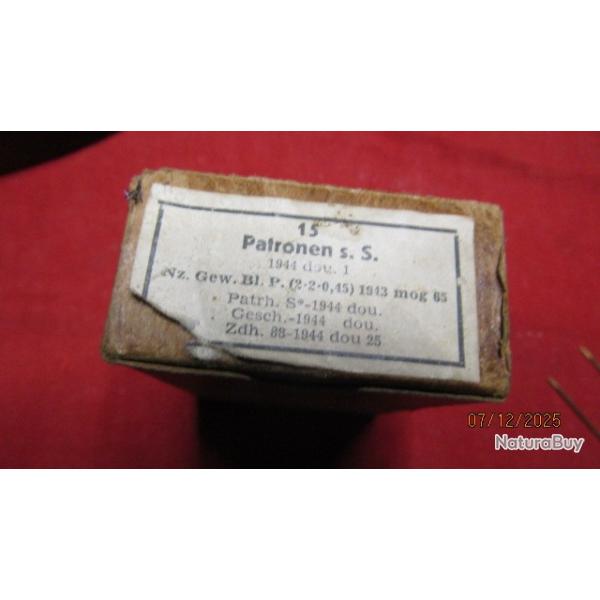 15
Patronen s. S.
1944 dou. 1
Nz. Gew. Bl. P. (2·2·0,45) 1943 mog 65
Patrh. S*-1944 dou.
Gesch.-1944 dou.
Zdh. 88-1944 dou 25
07/12/2025
NaturaBuy